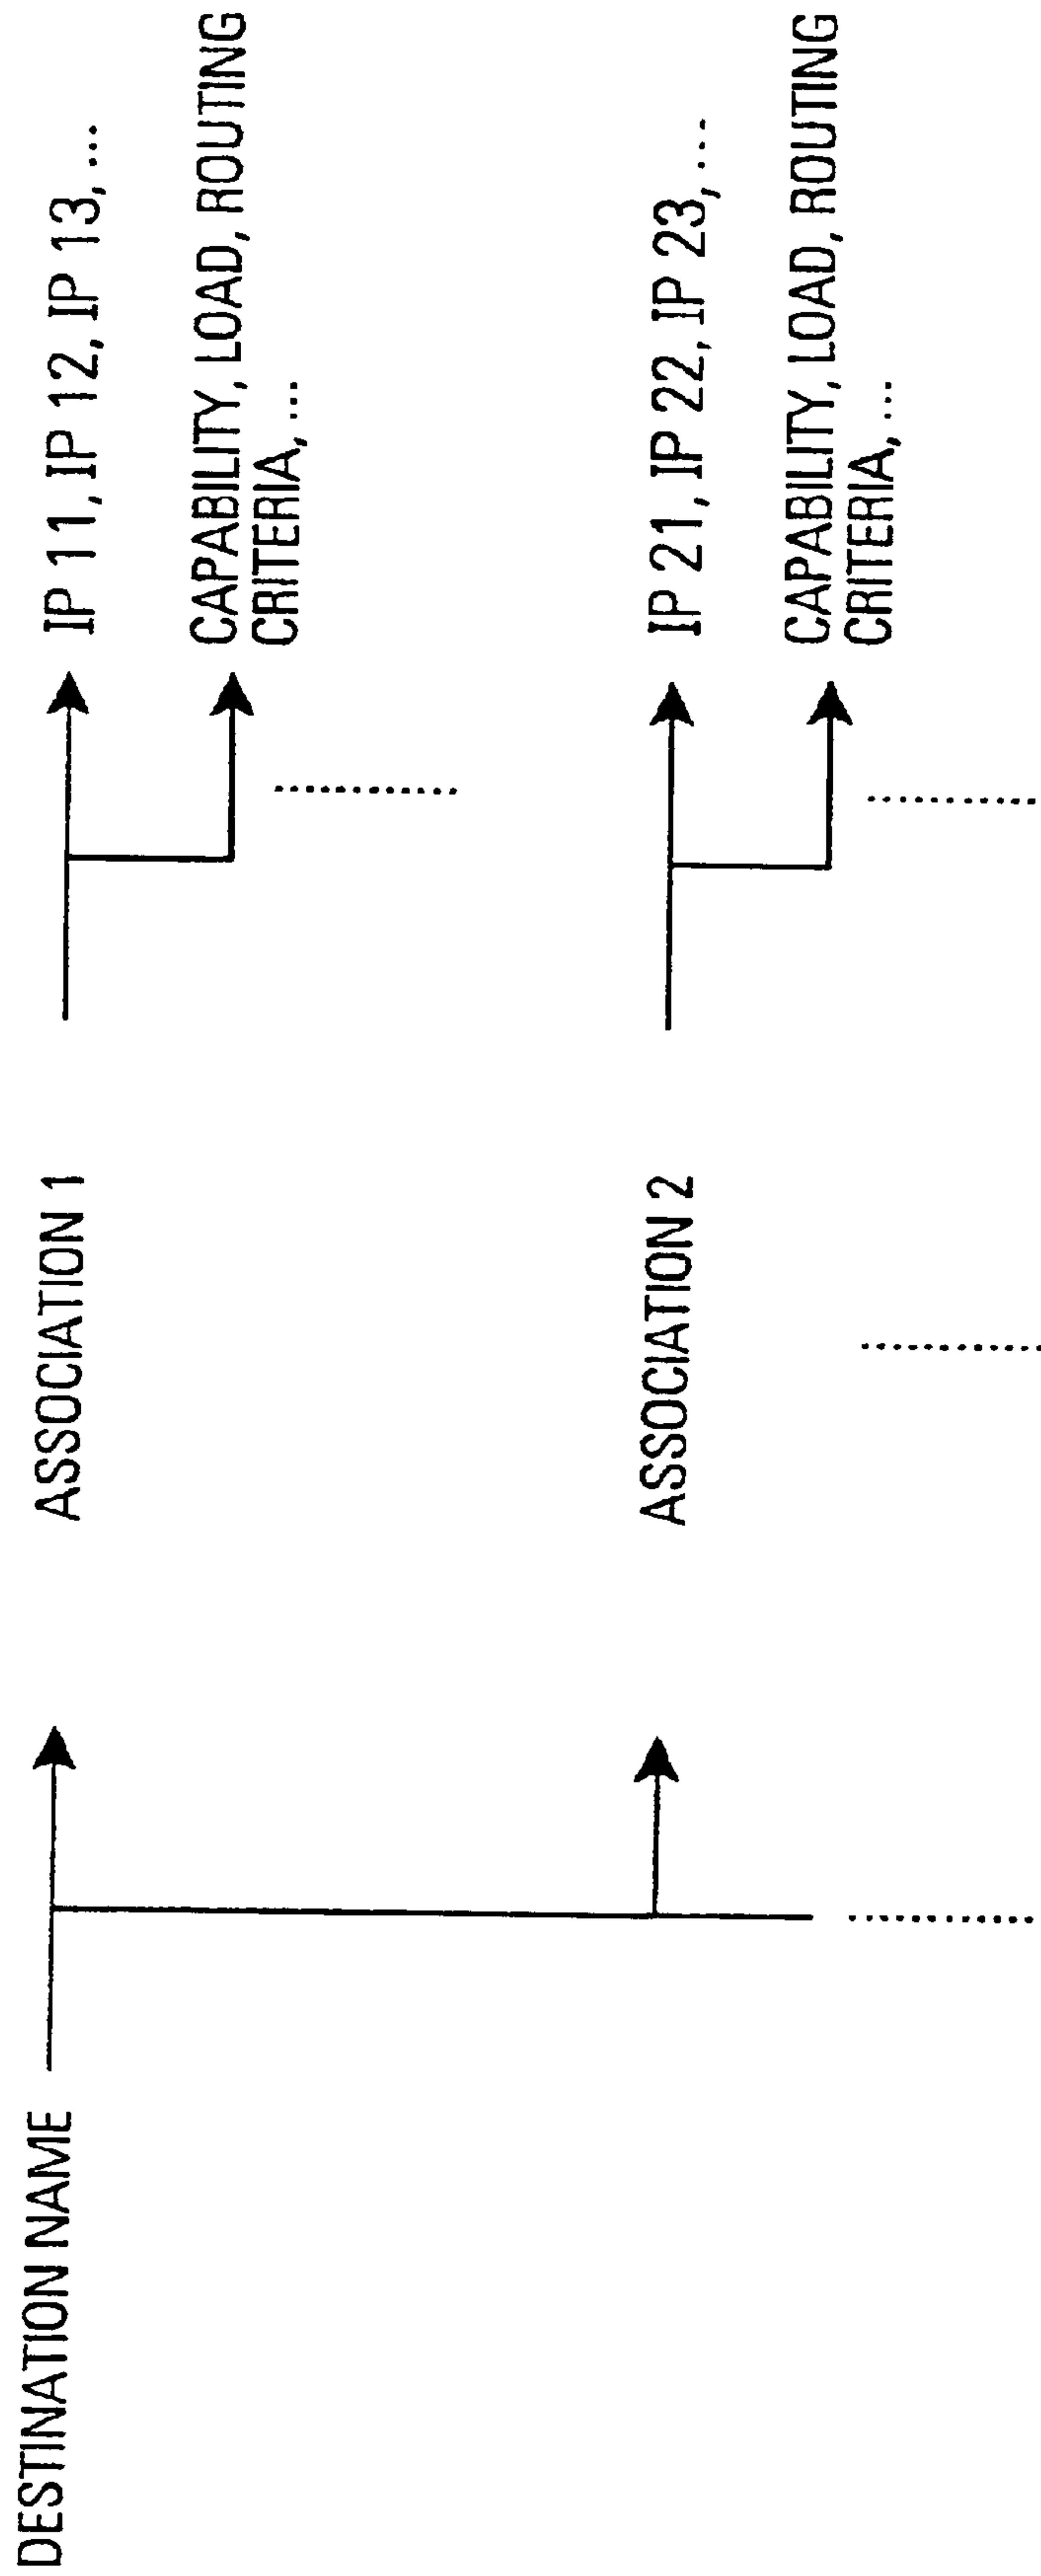 DESTINATION NAME
ASSOCIATION 1
IP 11, IP 12, IP 13, ...
CAPABILITY, LOAD, ROUTING
CRITERIA, ...
ASSOCIATION 2
IP 21, IP 22, IP 23, ...
CAPABILITY, LOAD, ROUTING
CRITERIA, ...